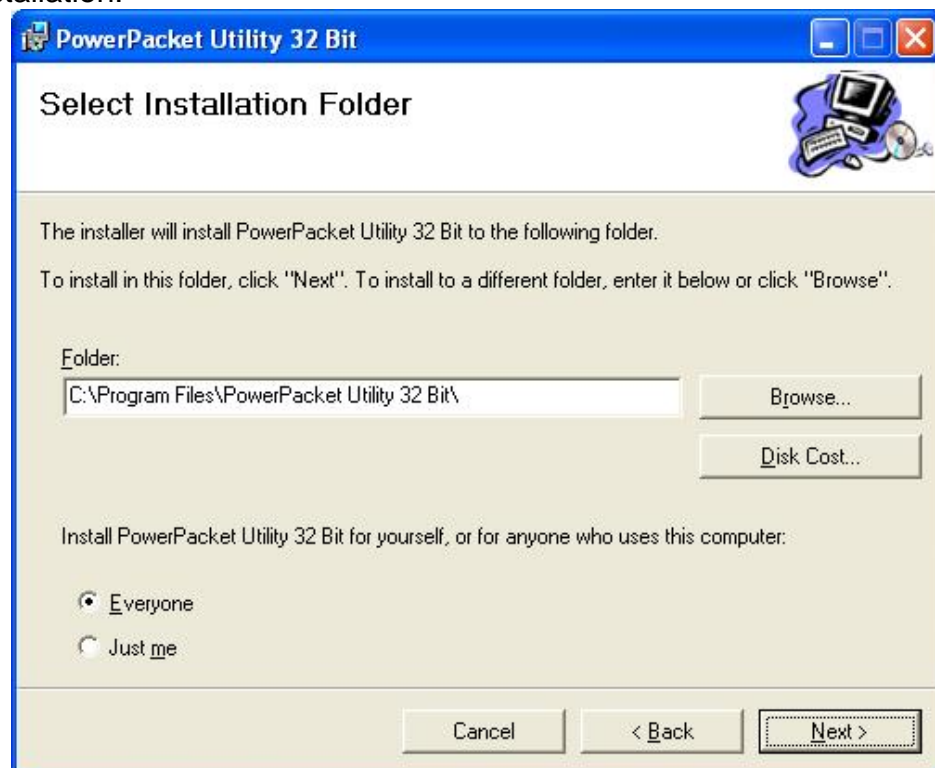 tallation.
PowerPacket Utility 32 Bit
Select Installation Folder
The installer will install PowerPacket Utility 32 Bit to the following folder.
To install in this folder, click "Next". To install to a different folder, enter it below or click "Browse".
Folder:
C:\Program Files\PowerPacket Utility 32 Bit\
Browse...
Disk Cost...
Install PowerPacket Utility 32 Bit for yourself, or for anyone who uses this computer:
Everyone
Just me
Cancel
< Back
Next >